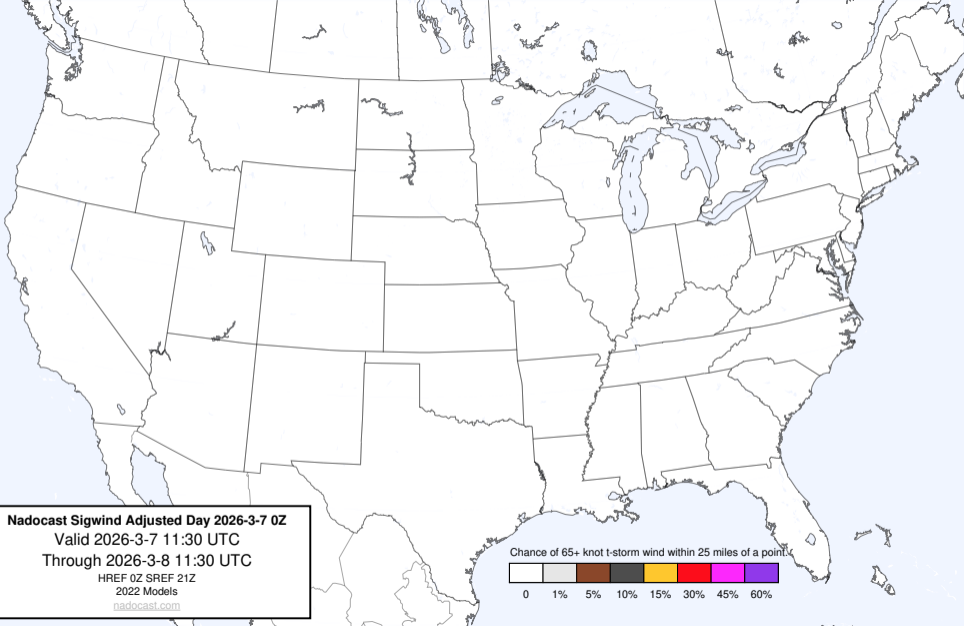 Nadocast Sigwind Adjusted Day 2026-3-7 0Z
Valid 2026-3-7 11:30 UTC
Through 2026-3-8 11:30 UTC
HREF 0Z SREF 21Z
2022 Models
nadocast.com
Chance of 65+ knot t-storm wind within 25 miles of a point.
0 1% 5% 10% 15% 30% 45% 60%